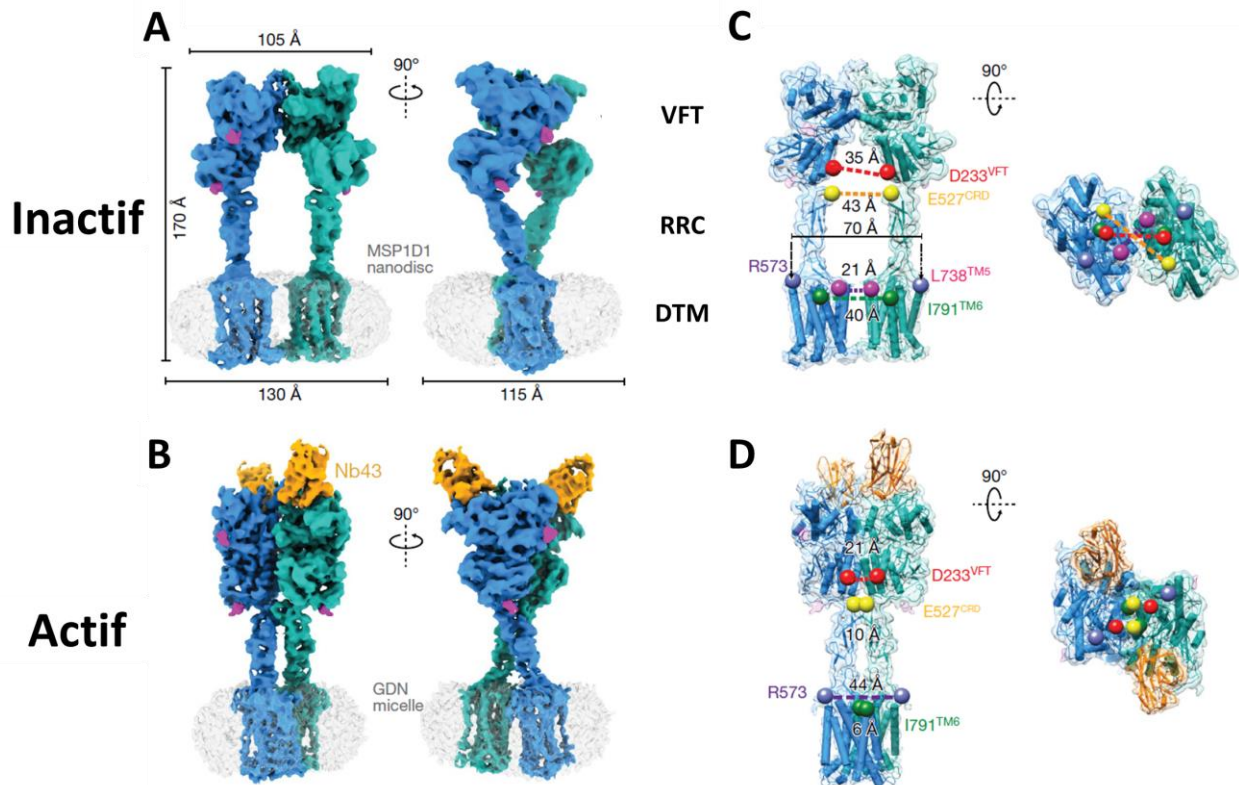 A
105 Å
90°
170 Å
MSP1D1
nanodisc
130 Å
115 Å
Inactif
VFT
RRC
DTM
C
90°
35 Å
D233VFT
E527CRD
43 Å
70 Å
R573
21 Å
L738TM5
I791TM6
40 Å
B
Nb43
90°
GDN
micelle
Actif
D
90°
21 Å
D233VFT
E527CRD
10 Å
R573
44 Å
I791TM6
6 Å